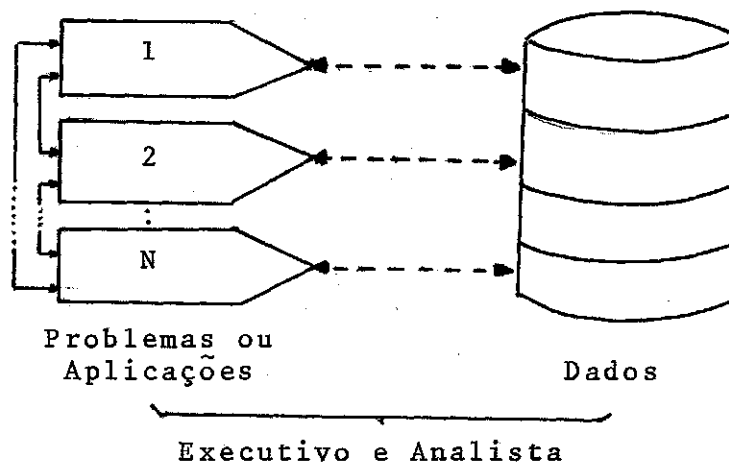 1
2
⋮
N
Problemas ou
Aplicações
Dados
Executivo e Analista